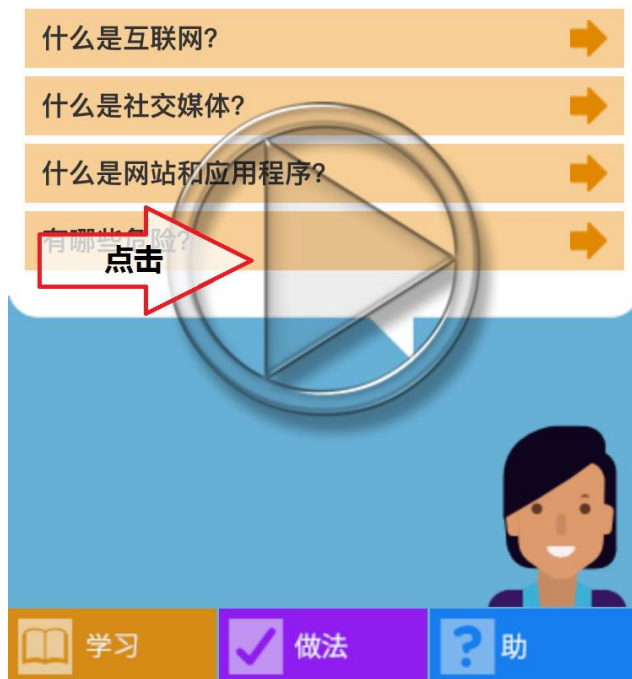 什么是互联网?
什么是社交媒体?
什么是网站和应用程序?
有哪些危险?
点击
学习
做法
助